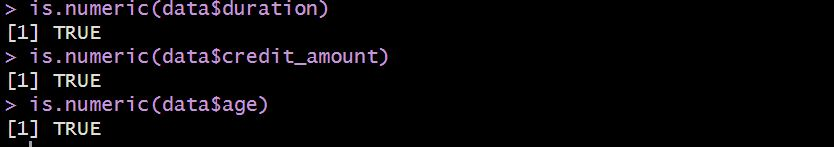 > is.numeric(data$duration)
[1] TRUE
> is.numeric(data$credit_amount)
[1] TRUE
> is.numeric(data$age)
[1] TRUE